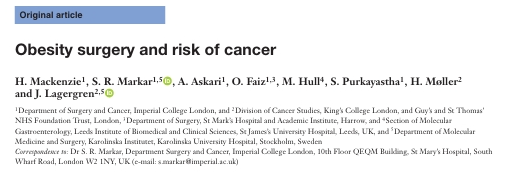 Original article
Obesity surgery and risk of cancer
H. Mackenzie1, S. R. Markar1,5, A. Askari1, O. Faiz1,3, M. Hull4, S. Purkayastha1, H. Møller2
and J. Lagergren2,5
1Department of Surgery and Cancer, Imperial College London, and 2Division of Cancer Studies, King's College London, and Guy's and St Thomas'
NHS Foundation Trust, London, 3Department of Surgery, St Mark's Hospital and Academic Institute, Harrow, and 4Section of Molecular
Gastroenterology, Leeds Institute of Biomedical and Clinical Sciences, St James's University Hospital, Leeds, UK, and 5Department of Molecular
Medicine and Surgery, Karolinska Institutet, Karolinska University Hospital, Stockholm, Sweden
Correspondence to: Dr S. R. Markar, Department Surgery and Cancer, Imperial College London, 10th Floor QEQM Building, St Mary's Hospital, South
Wharf Road, London W2 1NY, UK (e-mail: s.markar@imperial.ac.uk)